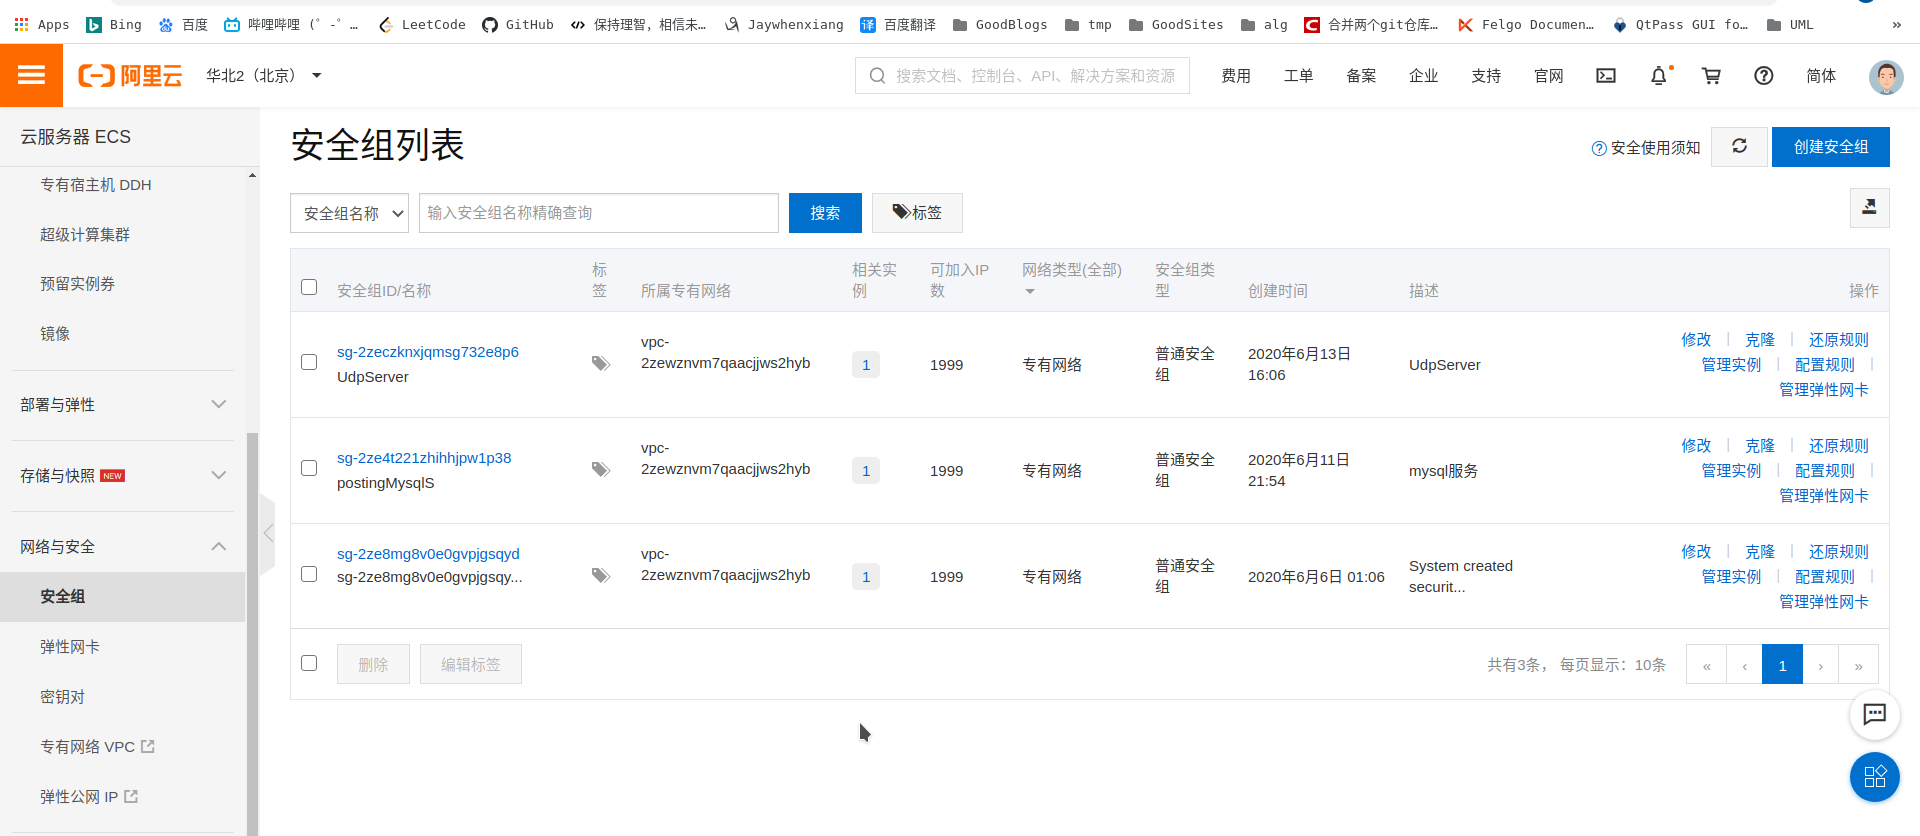 Apps Bing 百度 哔哩哔哩 (゜-゜… LeetCode GitHub 保持理智，相信未… Jaywhenxiang 百度翻译 GoodBlogs tmp GoodSites alg 合并两个git仓库… Felgo Documen… QtPass GUI fo… UML »
阿里云 华北2（北京） 搜索文档、控制台、API、解决方案和资源 费用 工单 备案 企业 支持 官网 简体
云服务器 ECS
专有宿主机 DDH
超级计算集群
预留实例券
镜像
部署与弹性
存储与快照 NEW
网络与安全
安全组
弹性网卡
密钥对
专有网络 VPC
弹性公网 IP
安全组列表
安全使用须知 创建安全组
安全组名称 输入安全组名称精确查询 搜索 标签
安全组ID/名称 标签 所属专有网络 相关实例 可加入IP数 网络类型(全部) 安全组类型 创建时间 描述 操作
sg-2zeczknxjqmsg732e8p6
UdpServer
vpc-
2zewznvm7qaacjjws2hyb
1 1999 专有网络
普通安全
组
2020年6月13日
16:06
UdpServer
修改 | 克隆 | 还原规则
管理实例 | 配置规则 |
管理弹性网卡
sg-2ze4t221zhihhjpw1p38
postingMysqlS
vpc-
2zewznvm7qaacjjws2hyb
1 1999 专有网络
普通安全
组
2020年6月11日
21:54
mysql服务
修改 | 克隆 | 还原规则
管理实例 | 配置规则 |
管理弹性网卡
sg-2ze8mg8v0e0gvpjgsqyd
sg-2ze8mg8v0e0gvpjgsqy...
vpc-
2zewznvm7qaacjjws2hyb
1 1999 专有网络
普通安全
组
2020年6月6日 01:06
System created
securit...
修改 | 克隆 | 还原规则
管理实例 | 配置规则 |
管理弹性网卡
删除 编辑标签 共有3条， 每页显示：10条 « ‹ 1 › »